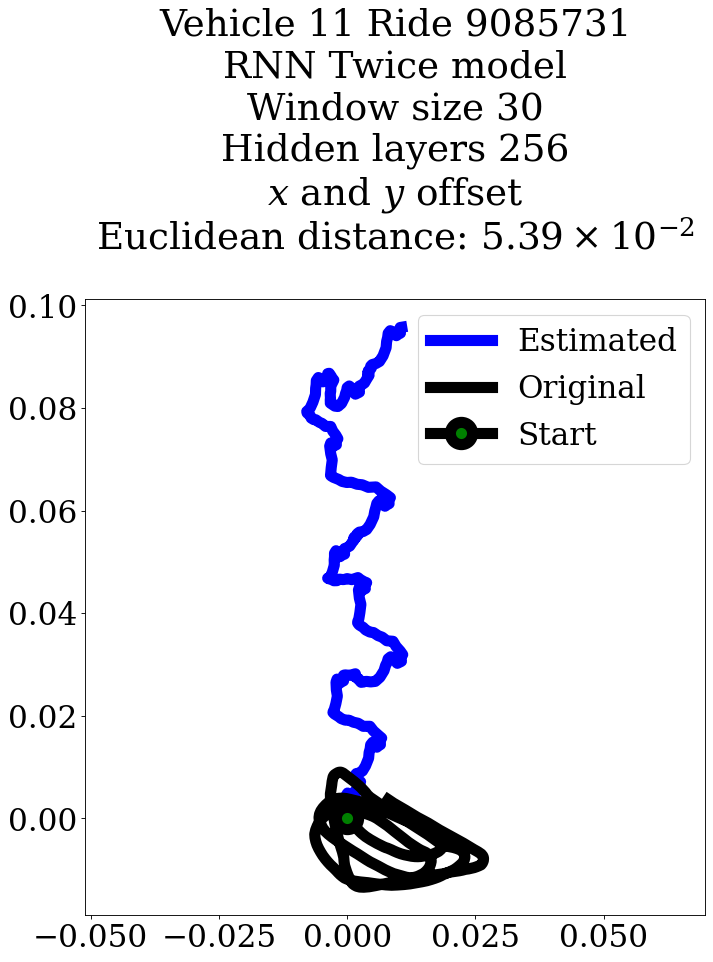 Vehicle 11 Ride 9085731
RNN Twice model
Window size 30
Hidden layers 256
x and y offset
Euclidean distance: 5.39 × 10⁻²
Estimated
Original
Start
0.10
0.08
0.06
0.04
0.02
0.00
−0.050 −0.025 0.000 0.025 0.050